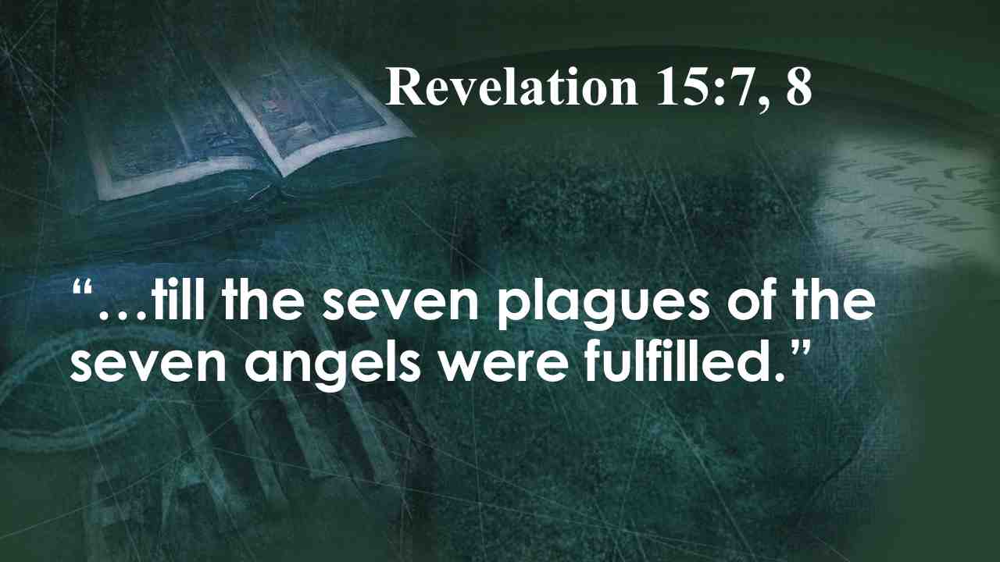 Revelation 15:7, 8
“…till the seven plagues of the
seven angels were fulfilled.”